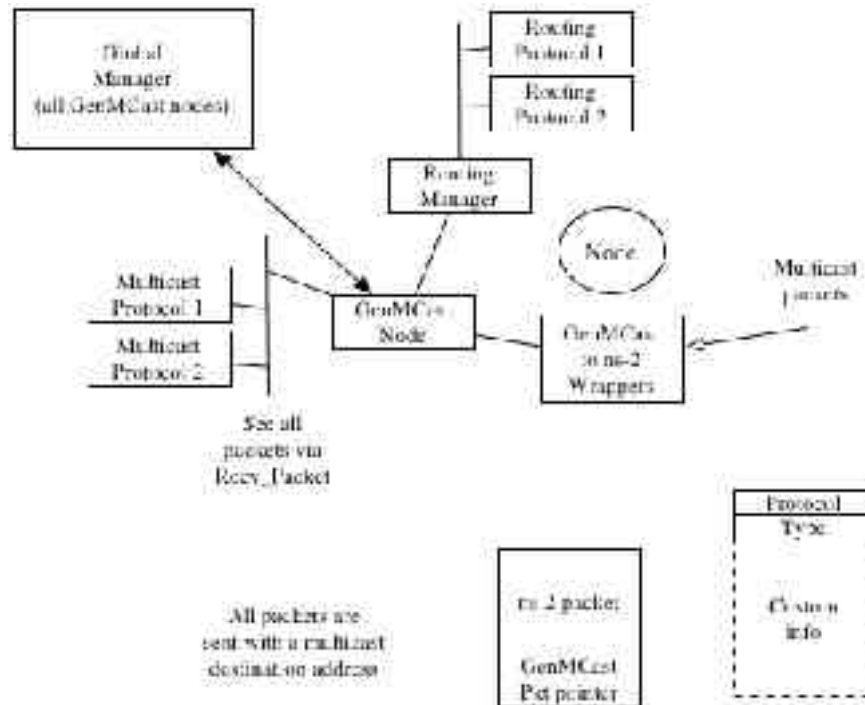 Global
Manager
(all GenMCast nodes)
Routing
Protocol 1
Routing
Protocol 2
Routing
Manager
Node
Multicast
packets
Multicast
Protocol 1
Multicast
Protocol 2
GenMCast
Node
GenMCast
to ns-2
Wrappers
See all
packets via
Recv_Packet
All packets are
sent with a multicast
destination address
ns-2 packet
GenMCast
Pkt pointer
Protocol
Type
Custom
info